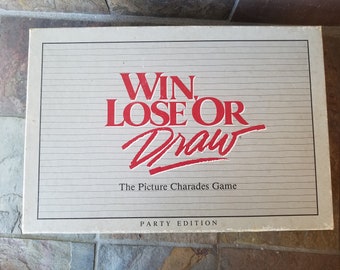 WIN,
LOSE OR
Draw
The Picture Charades Game
PARTY EDITION